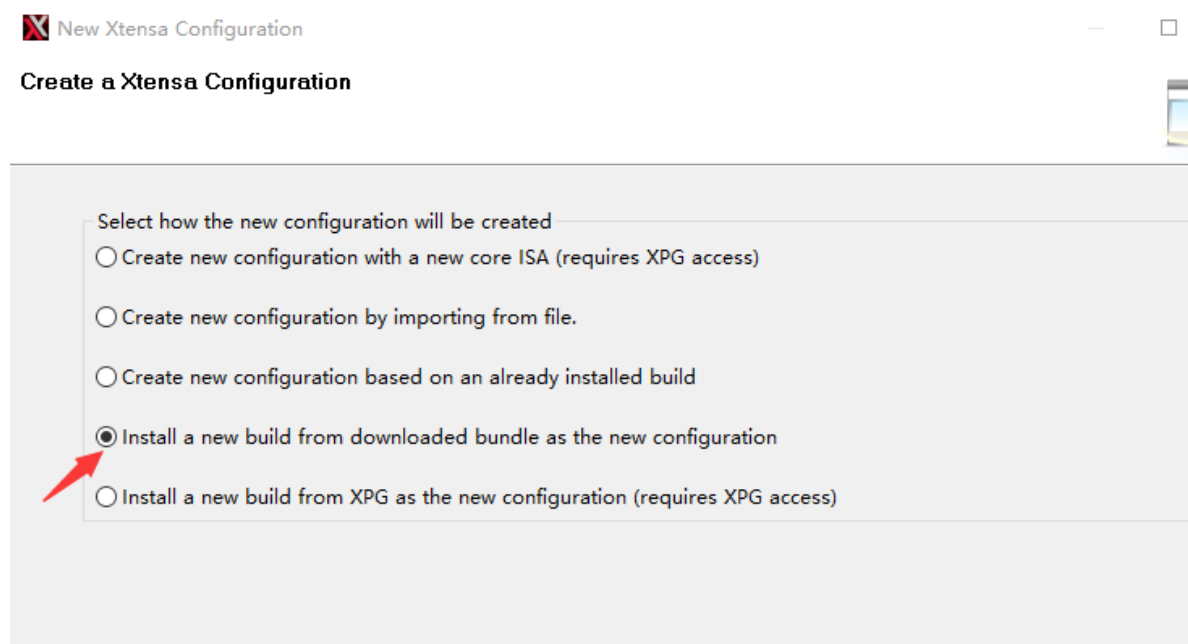 New Xtensa Configuration
Create a Xtensa Configuration
Select how the new configuration will be created
Create new configuration with a new core ISA (requires XPG access)
Create new configuration by importing from file.
Create new configuration based on an already installed build
Install a new build from downloaded bundle as the new configuration
Install a new build from XPG as the new configuration (requires XPG access)